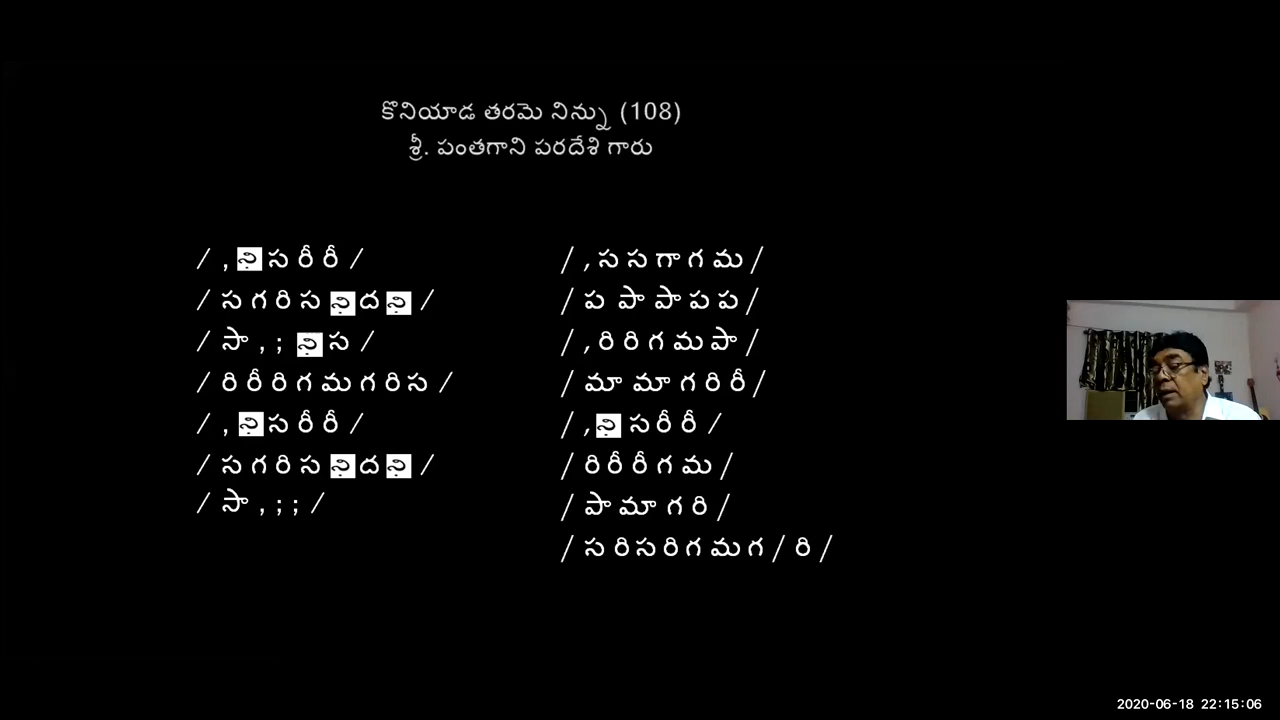 కొనియాడ తరమె నిన్ను (108)
శ్రీ. పంతగాని పరదేశి గారు
/ , ని స రీ రీ /
/ స గ రి స ని ద ని /
/ సా , ; ని స /
/ రి రీ రి గ మ గ రి స /
/ , ని స రీ రీ /
/ స గ రి స ని ద ని /
/ సా , ; ; /
/ , స స గా గ మ /
/ ప పా పా ప ప /
/ , రి రి గ మ పా /
/ మా మా గ రి రీ /
/ , ని స రీ రీ /
/ రి రీ రీ గ మ /
/ పా మా గ రి /
/ స రి స రి గ మ గ / రి /
2020-06-18 22:15:06